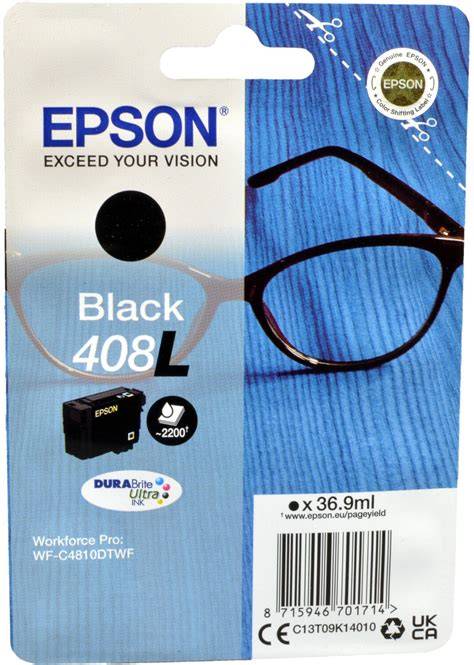 Genuine EPSON
EPSON
Color Shifting Label
EPSON®
EXCEED YOUR VISION
Black
408L
EPSON
~2200†
DURABrite
Ultra
INK
Workforce Pro:
WF-C4810DTWF
x 36.9ml
†www.epson.eu/pageyield
8 715946 701714 >
CE C13T09K14010 UK
CA